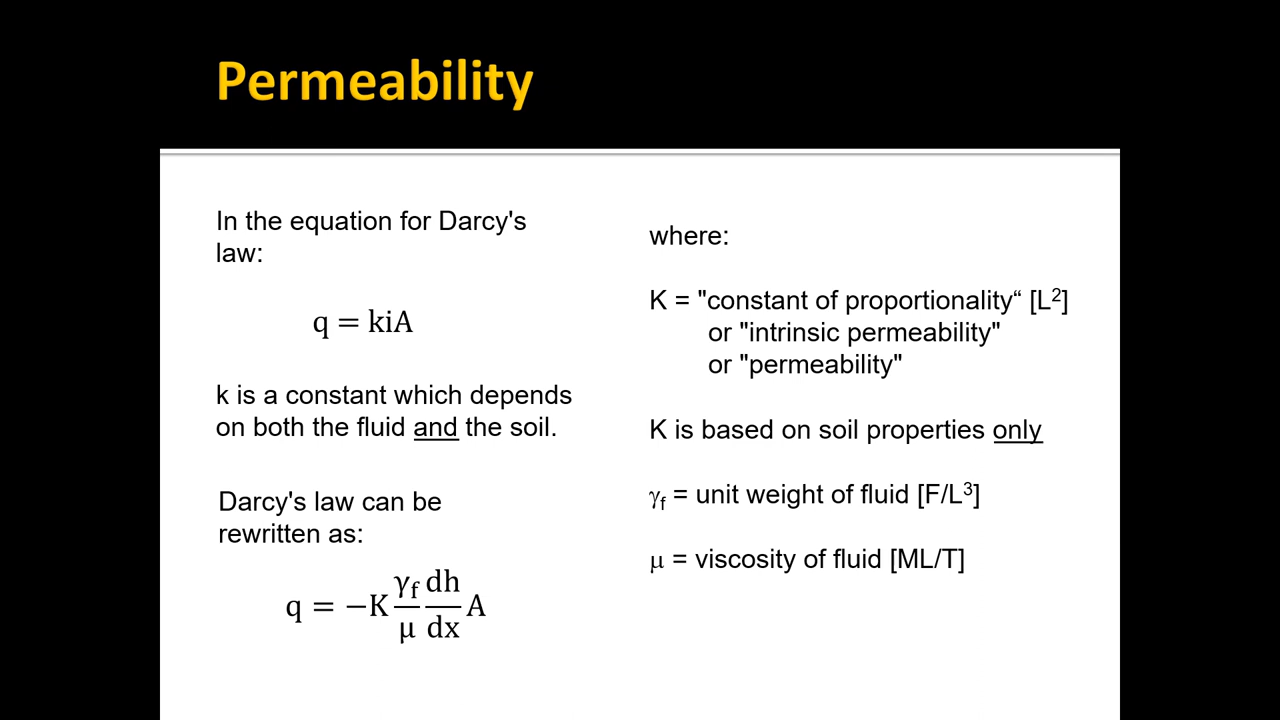 Permeability
In the equation for Darcy's
law:
q = kiA
k is a constant which depends
on both the fluid and the soil.
Darcy's law can be
rewritten as:
q = −K γf/μ dh/dx A
where:
K = "constant of proportionality“ [L²]
or "intrinsic permeability"
or "permeability"
K is based on soil properties only
γf = unit weight of fluid [F/L³]
μ = viscosity of fluid [ML/T]